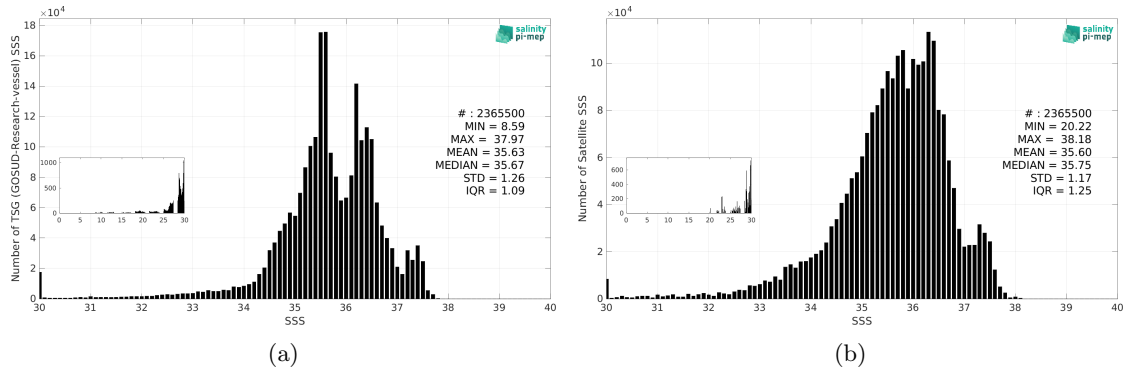 ×10⁴
18
16
14
12
10
8
6
4
2
0
Number of TSG (GOSUD-Research-vessel) SSS
salinity
pi-mep
# : 2365500
MIN = 8.59
MAX = 37.97
MEAN = 35.63
MEDIAN = 35.67
STD = 1.26
IQR = 1.09
1000
500
0
0 5 10 15 20 25 30
30 31 32 33 34 35 36 37 38 39 40
SSS
(a)
×10⁴
10
8
6
4
2
0
Number of Satellite SSS
salinity
pi-mep
# : 2365500
MIN = 20.22
MAX = 38.18
MEAN = 35.60
MEDIAN = 35.75
STD = 1.17
IQR = 1.25
600
400
200
0
0 5 10 15 20 25 30
30 31 32 33 34 35 36 37 38 39 40
SSS
(b)